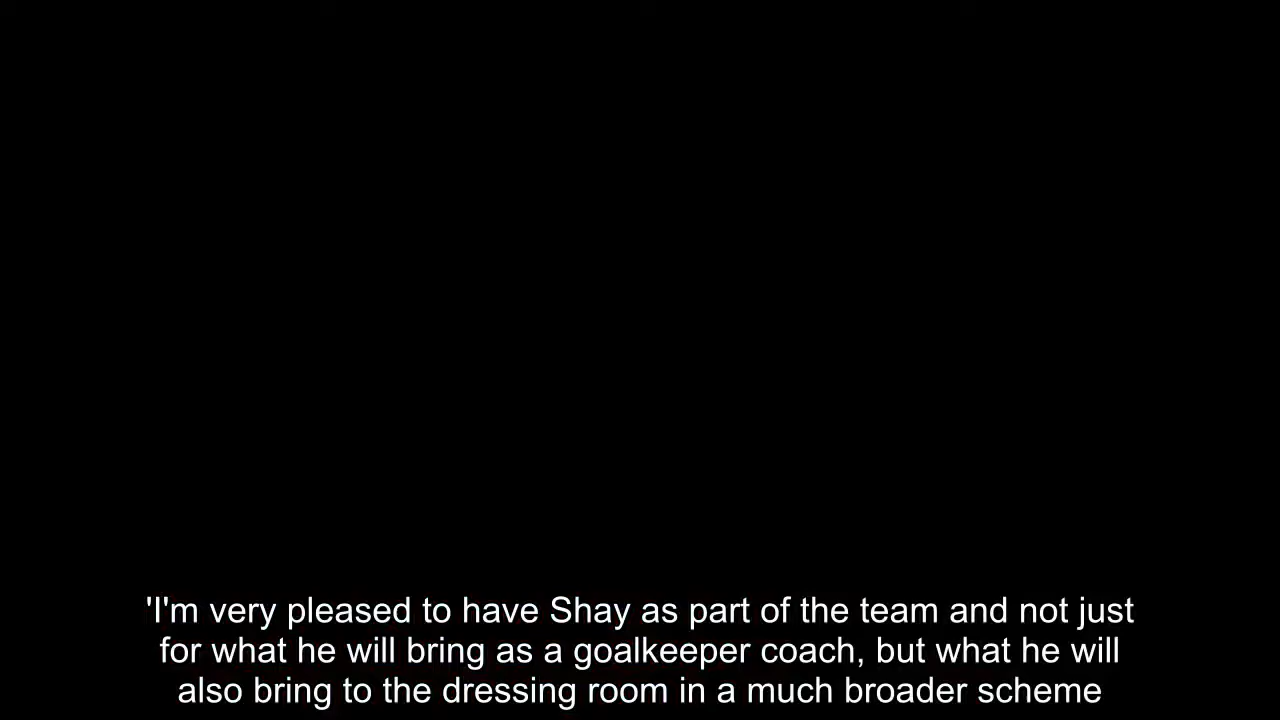 'I'm very pleased to have Shay as part of the team and not just
for what he will bring as a goalkeeper coach, but what he will
also bring to the dressing room in a much broader scheme